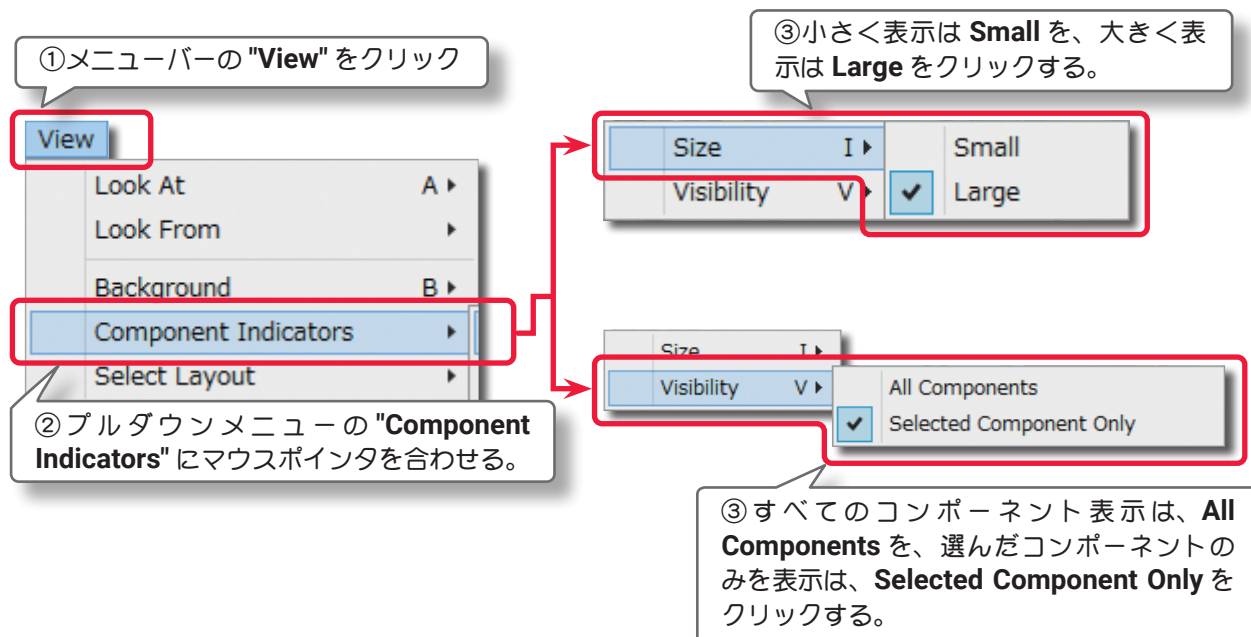 ①メニューバーの "View" をクリック
View
Look At A
Look From
Background B
Component Indicators
Select Layout
②プルダウンメニューの "Component
Indicators" にマウスポインタを合わせる。
③小さく表示は Small を、大きく表
示は Large をクリックする。
Size I
Visibility V
Small
Large
Size I
Visibility V
All Components
Selected Component Only
③すべてのコンポーネント表示は、All
Components を、選んだコンポーネントの
みを表示は、Selected Component Only を
クリックする。